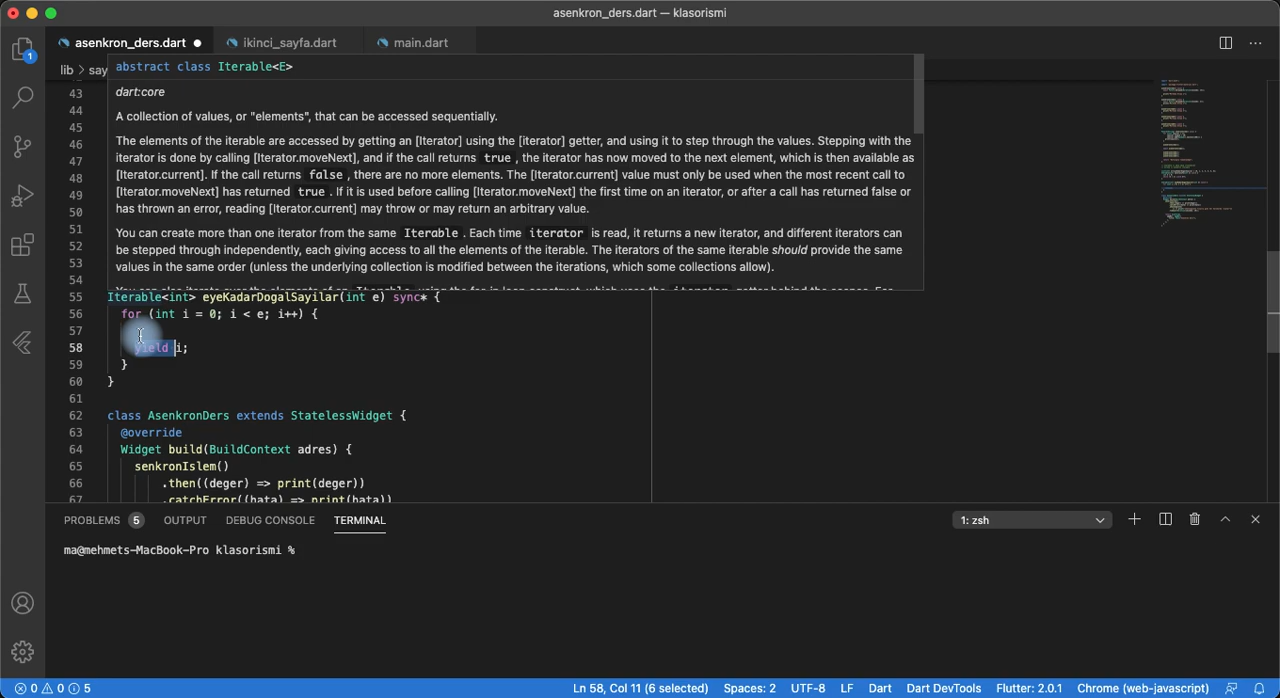 asenkron_ders.dart — klasorismi
asenkron_ders.dart
ikinci_sayfa.dart
main.dart
1
lib > say
abstract class Iterable<E>
dart:core
A collection of values, or "elements", that can be accessed sequentially.
The elements of the iterable are accessed by getting an [Iterator] using the [iterator] getter, and using it to step through the values. Stepping with the
iterator is done by calling [Iterator.moveNext], and if the call returns true , the iterator has now moved to the next element, which is then available as
[Iterator.current]. If the call returns false , there are no more elements. The [Iterator.current] value must only be used when the most recent call to
[Iterator.moveNext] has returned true . If it is used before calling [Iterator.moveNext] the first time on an iterator, or after a call has returned false or
has thrown an error, reading [Iterator.current] may throw or may return an arbitrary value.
You can create more than one iterator from the same Iterable . Each time iterator is read, it returns a new iterator, and different iterators can
be stepped through independently, each giving access to all the elements of the iterable. The iterators of the same iterable should provide the same
values in the same order (unless the underlying collection is modified between the iterations, which some collections allow).
43
44
45
46
47
48
49
50
51
52
53
54
55 Iterable<int> eyeKadarDogalSayilar(int e) sync* {
56 for (int i = 0; i < e; i++) {
57
58 yield i;
59 }
60 }
61
62 class AsenkronDers extends StatelessWidget {
63 @override
64 Widget build(BuildContext adres) {
65 senkronIslem()
66 .then((deger) => print(deger))
67 .catchError((hata) => print(hata))
PROBLEMS 5 OUTPUT DEBUG CONSOLE TERMINAL
1: zsh
ma@mehmets-MacBook-Pro klasorismi %
0 0 5
Ln 58, Col 11 (6 selected) Spaces: 2 UTF-8 LF Dart Dart DevTools Flutter: 2.0.1 Chrome (web-javascript)